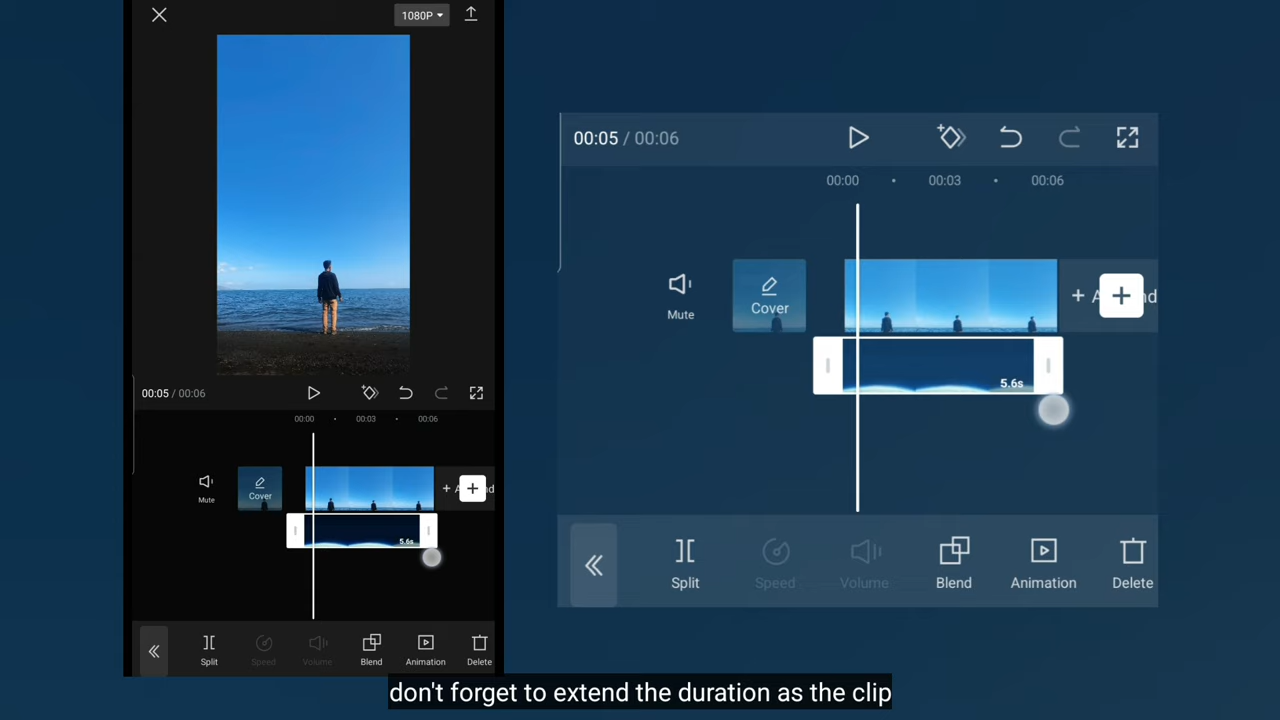 1080P
00:05 / 00:06
00:00
00:03
00:06
Mute
Cover
+ A
nd
5.6s
Split
Speed
Volume
Blend
Animation
Delete
00:05 / 00:06
00:00
00:03
00:06
Mute
Cover
+ A
nd
5.6s
Split
Speed
Volume
Blend
Animation
Delete
don't forget to extend the duration as the clip